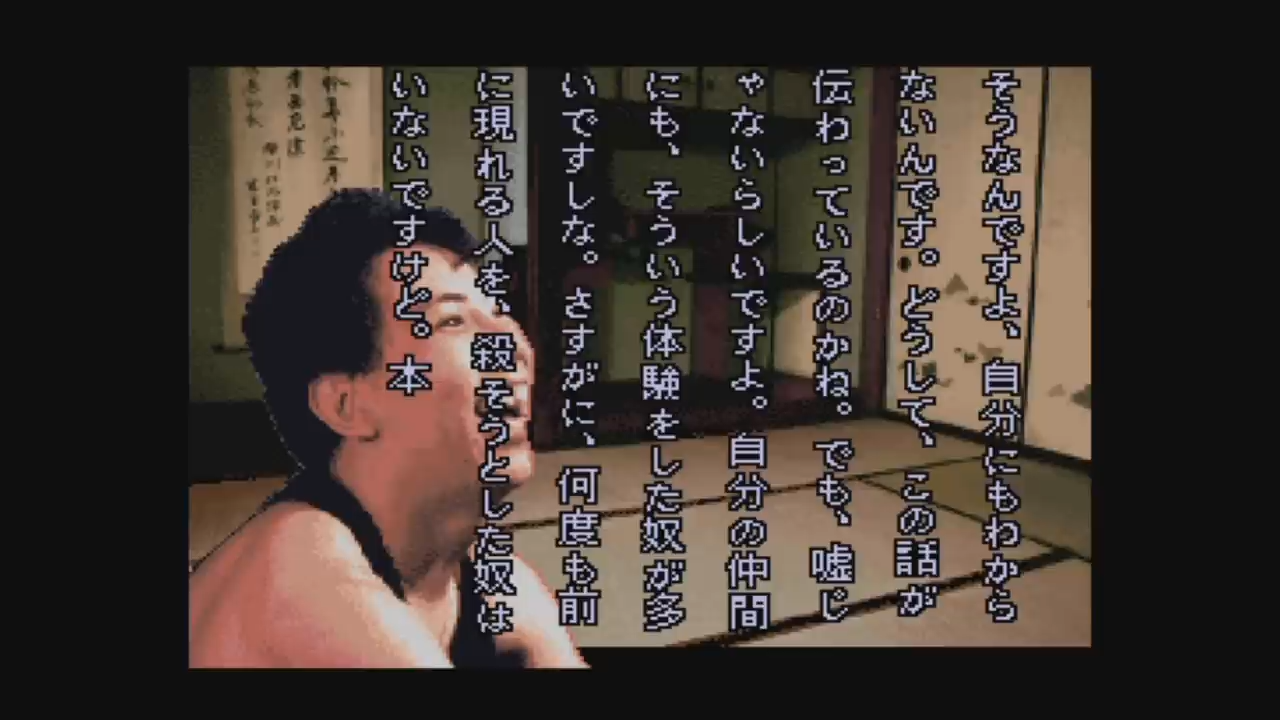 そうなんですよ、自分にもわから
ないんです。どうして、この話が
伝わっているのかね。でも、嘘じ
ゃないらしいですよ。自分の仲間
にも、そういう体験をした奴が多
いですしな。さすがに、何度も前
に現れる人を、殺そうとした奴は
いないですけど。本